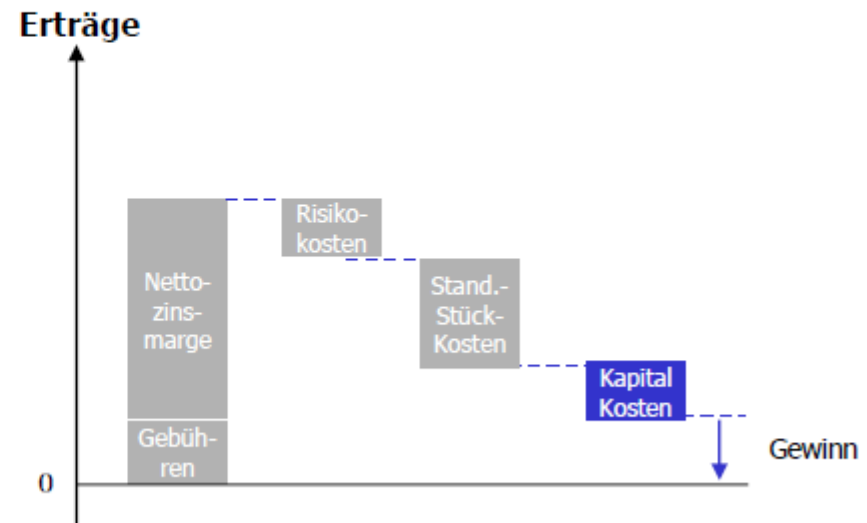 Erträge
Risiko-
kosten
Netto-
zins-
marge
Stand.-
Stück-
Kosten
Kapital
Kosten
Gebüh-
ren
Gewinn
0